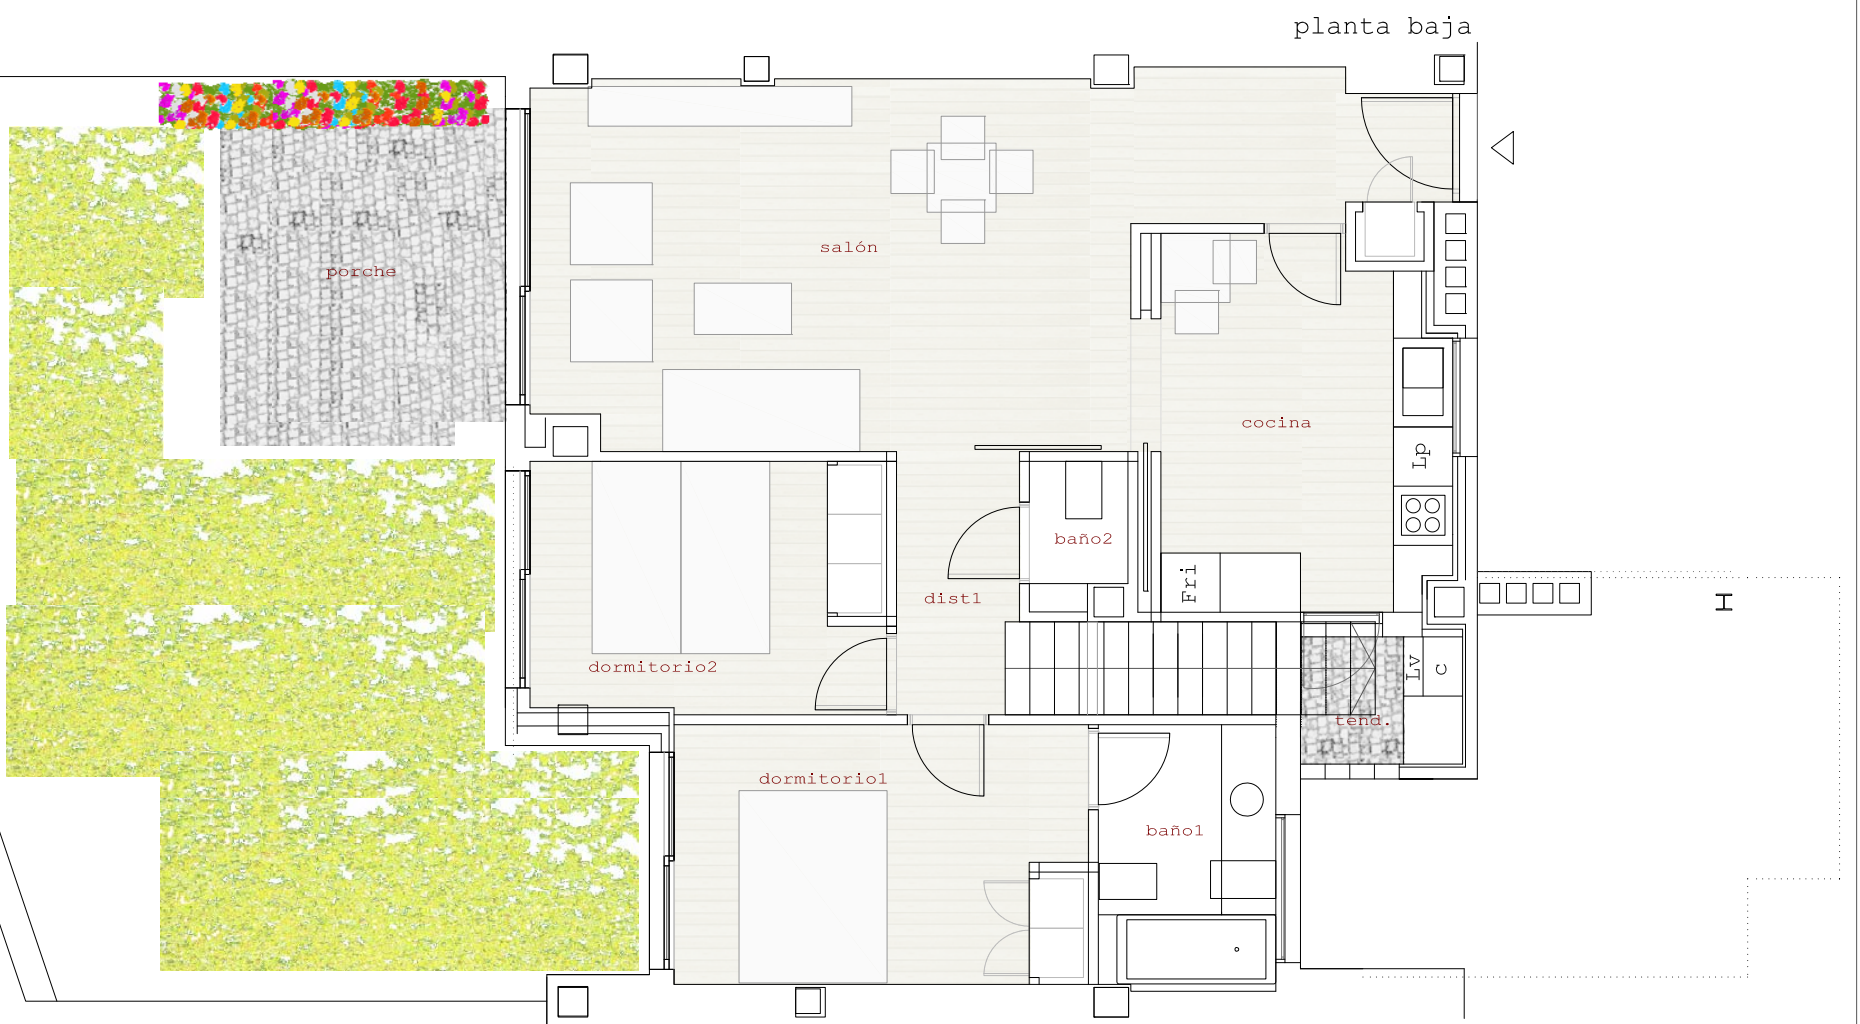 planta baja
salón
porche
cocina
Lp
baño2
Fri
dist1
H
dormitorio2
Lv
C
tend.
dormitorio1
baño1